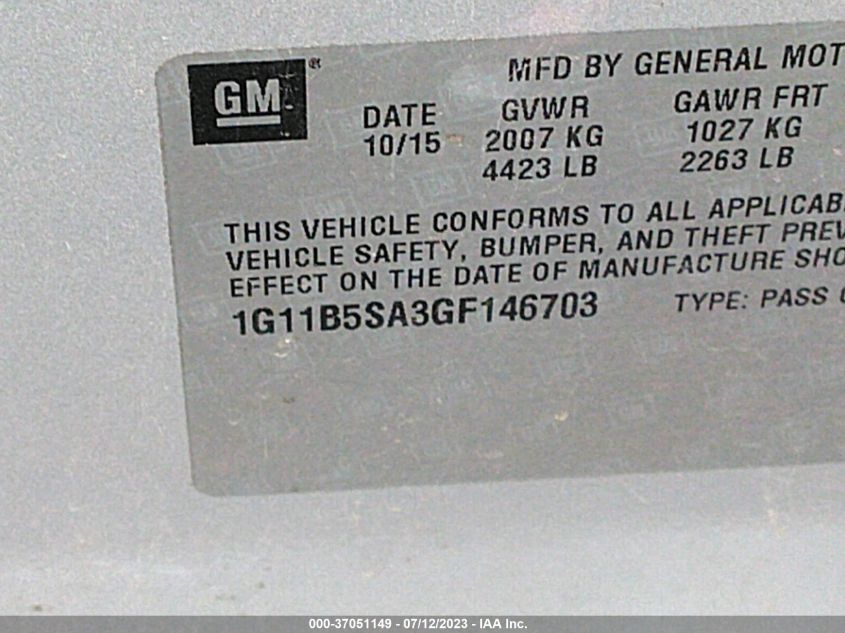 GM®
MFD BY GENERAL MOT
DATE GVWR GAWR FRT
10/15 2007 KG 1027 KG
4423 LB 2263 LB
THIS VEHICLE CONFORMS TO ALL APPLICAB
VEHICLE SAFETY, BUMPER, AND THEFT PREV
EFFECT ON THE DATE OF MANUFACTURE SHO
1G11B5SA3GF146703 TYPE: PASS
000-37051149 - 07/12/2023 - IAA Inc.